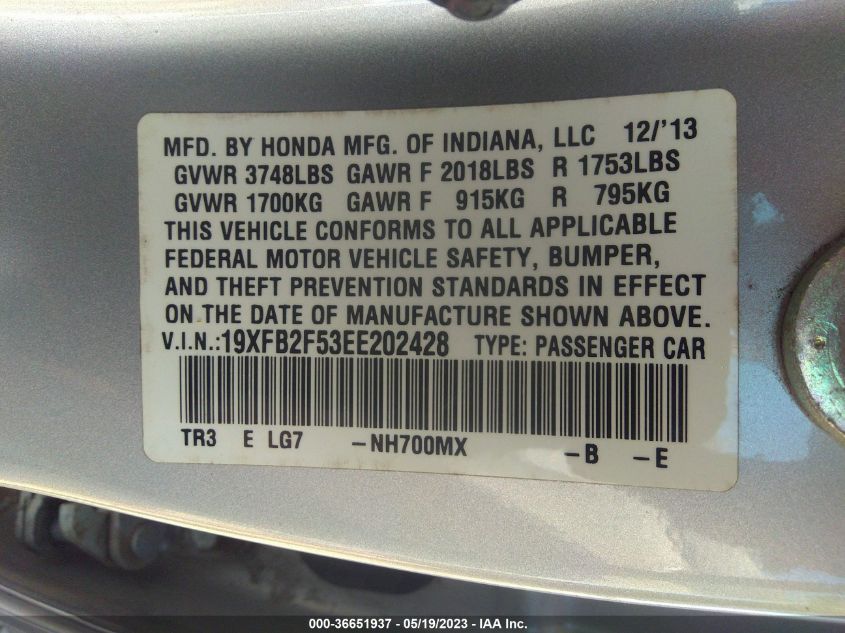 MFD. BY HONDA MFG. OF INDIANA, LLC 12/'13
GVWR 3748LBS GAWR F 2018LBS R 1753LBS
GVWR 1700KG GAWR F 915KG R 795KG
THIS VEHICLE CONFORMS TO ALL APPLICABLE
FEDERAL MOTOR VEHICLE SAFETY, BUMPER,
AND THEFT PREVENTION STANDARDS IN EFFECT
ON THE DATE OF MANUFACTURE SHOWN ABOVE.
V.I.N.:19XFB2F53EE202428 TYPE: PASSENGER CAR
TR3 E LG7 –NH700MX –B –E
000-36651937 - 05/19/2023 - IAA Inc.